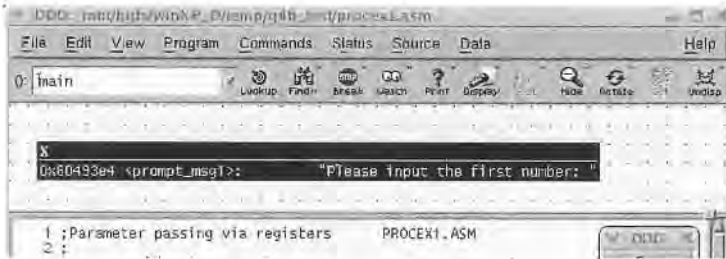 DDD: /mnt/hgfs/winXP_D/temp/g4b_test/procex1.asm
File Edit View Program Commands Status Source Data Help
(): main Lookup Find» Break Watch Print Display Hide Rotate Undisp
X
0x80493e4 <prompt_msg1>: "Please input the first number: "
1 ;Parameter passing via registers PROCEX1.ASM
2 ;
DDD